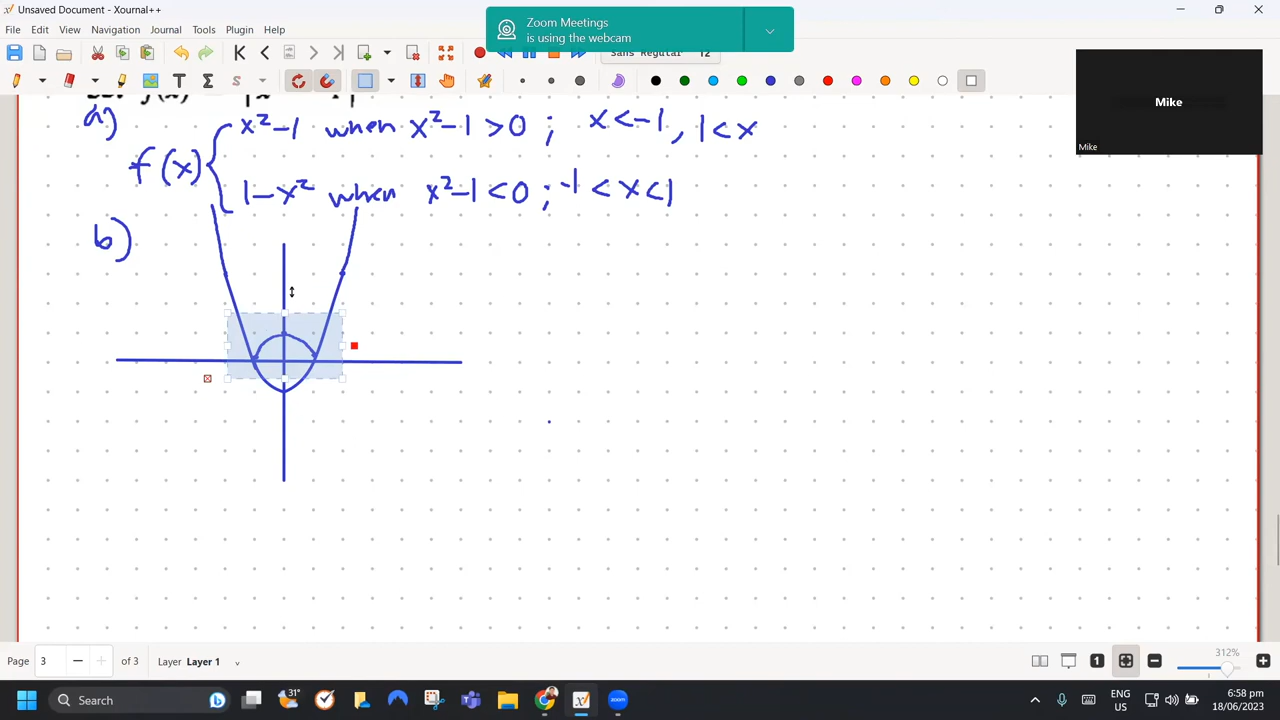 Unsaved Document - Xournal++
Zoom Meetings
is using the webcam
File Edit View Navigation Journal Tools Plugin Help
Sans Regular 12
Mike
Mike
a) x²-1 when x²-1 >0 ; x<-1, 1<x
f(x) {
1-x² when x²-1 <0 ; -1 < x < 1
b)
Page 3 of 3 Layer Layer 1
312%
Search
31°
zoom
ENG
US
6:58 pm
18/06/2023